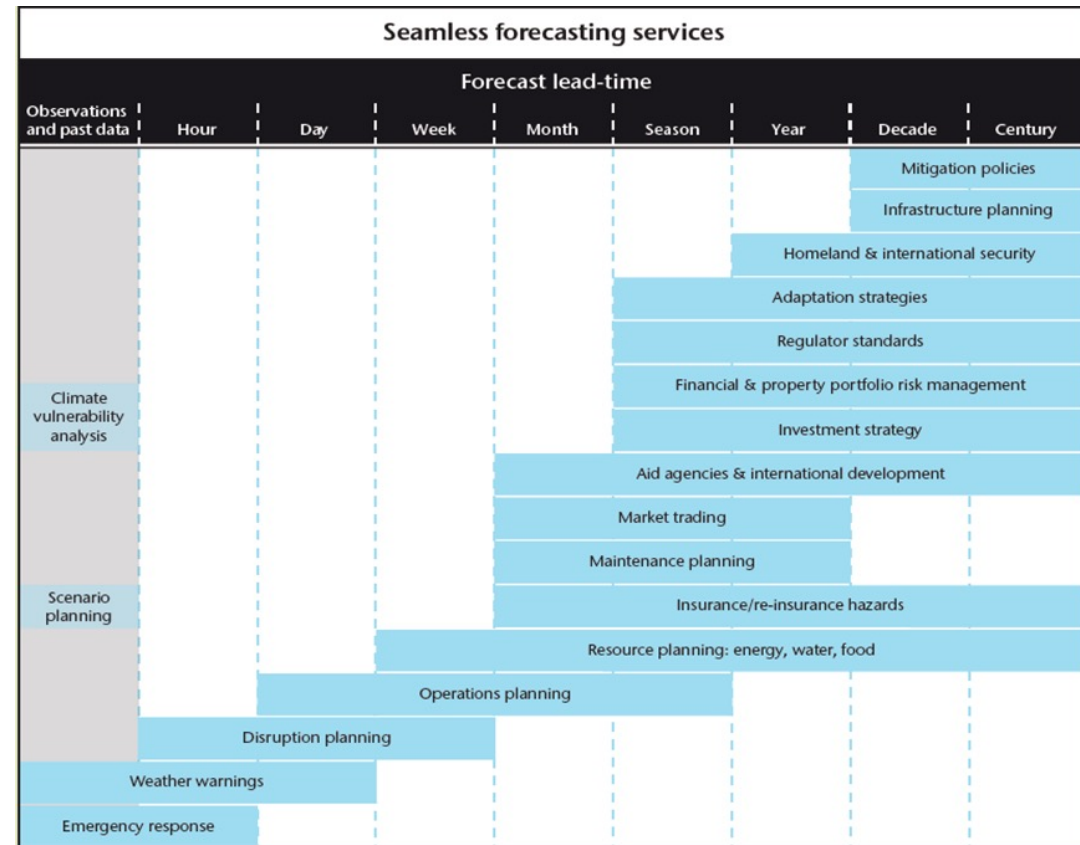 Seamless forecasting services
Forecast lead-time
Observations
and past data
Hour
Day
Week
Month
Season
Year
Decade
Century
Mitigation policies
Infrastructure planning
Homeland & international security
Adaptation strategies
Regulator standards
Climate
vulnerability
analysis
Financial & property portfolio risk management
Investment strategy
Aid agencies & international development
Market trading
Maintenance planning
Scenario
planning
Insurance/re-insurance hazards
Resource planning: energy, water, food
Operations planning
Disruption planning
Weather warnings
Emergency response